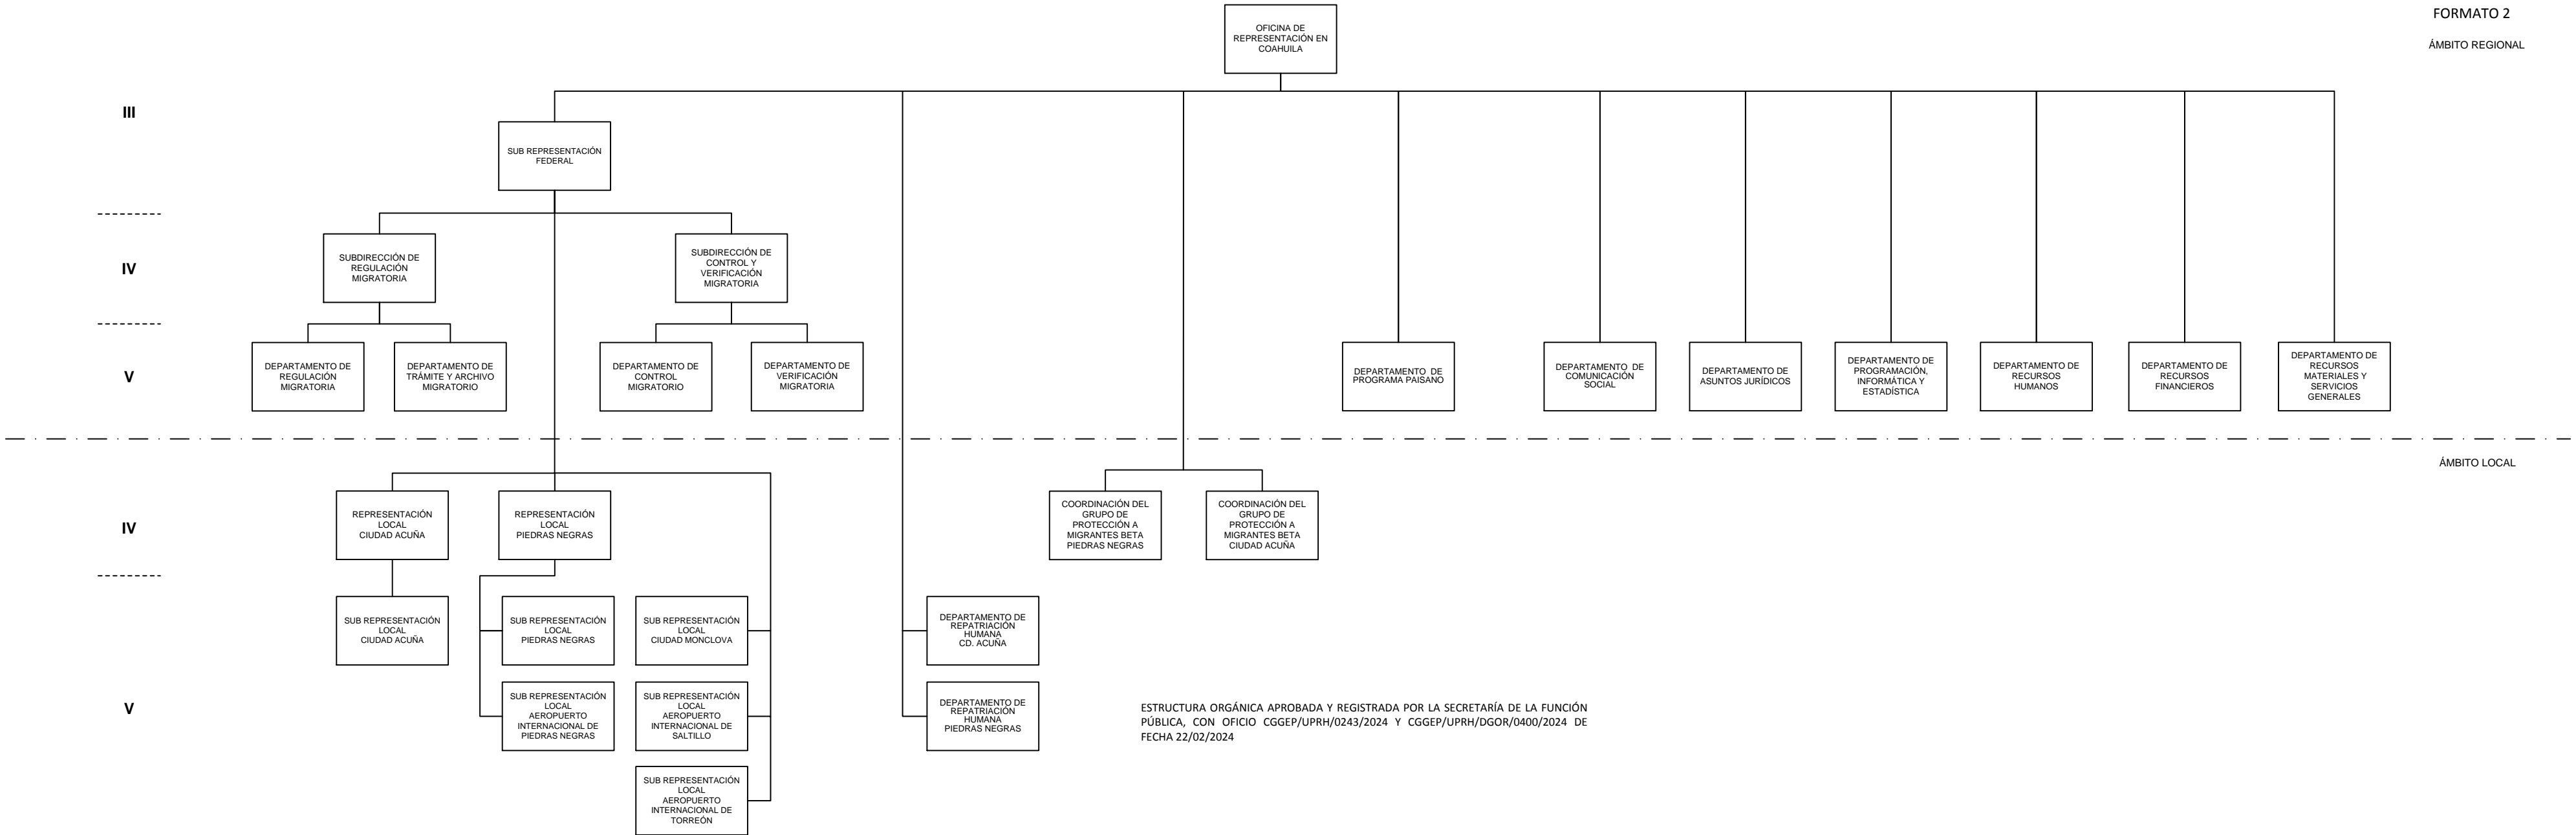 FORMATO 2
ÁMBITO REGIONAL
OFICINA DE
REPRESENTACIÓN EN
COAHUILA
III
SUB REPRESENTACIÓN
FEDERAL
IV
SUBDIRECCIÓN DE
REGULACIÓN
MIGRATORIA
SUBDIRECCIÓN DE
CONTROL Y
VERIFICACIÓN
MIGRATORIA
V
DEPARTAMENTO DE
REGULACIÓN
MIGRATORIA
DEPARTAMENTO DE
TRÁMITE Y ARCHIVO
MIGRATORIO
DEPARTAMENTO DE
CONTROL
MIGRATORIO
DEPARTAMENTO DE
VERIFICACIÓN
MIGRATORIA
DEPARTAMENTO DE
PROGRAMA PAISANO
DEPARTAMENTO DE
COMUNICACIÓN
SOCIAL
DEPARTAMENTO DE
ASUNTOS JURÍDICOS
DEPARTAMENTO DE
PROGRAMACIÓN,
INFORMÁTICA Y
ESTADÍSTICA
DEPARTAMENTO DE
RECURSOS
HUMANOS
DEPARTAMENTO DE
RECURSOS
FINANCIEROS
DEPARTAMENTO DE
RECURSOS
MATERIALES Y
SERVICIOS
GENERALES
ÁMBITO LOCAL
IV
REPRESENTACIÓN
LOCAL
CIUDAD ACUÑA
REPRESENTACIÓN
LOCAL
PIEDRAS NEGRAS
COORDINACIÓN DEL
GRUPO DE
PROTECCIÓN A
MIGRANTES BETA
PIEDRAS NEGRAS
COORDINACIÓN DEL
GRUPO DE
PROTECCIÓN A
MIGRANTES BETA
CIUDAD ACUÑA
V
SUB REPRESENTACIÓN
LOCAL
CIUDAD ACUÑA
SUB REPRESENTACIÓN
LOCAL
PIEDRAS NEGRAS
SUB REPRESENTACIÓN
LOCAL
CIUDAD MONCLOVA
DEPARTAMENTO DE
REPATRIACIÓN
HUMANA
CD. ACUÑA
SUB REPRESENTACIÓN
LOCAL
AEROPUERTO
INTERNACIONAL DE
PIEDRAS NEGRAS
SUB REPRESENTACIÓN
LOCAL
AEROPUERTO
INTERNACIONAL DE
SALTILLO
DEPARTAMENTO DE
REPATRIACIÓN
HUMANA
PIEDRAS NEGRAS
SUB REPRESENTACIÓN
LOCAL
AEROPUERTO
INTERNACIONAL DE
TORREÓN
ESTRUCTURA ORGÁNICA APROBADA Y REGISTRADA POR LA SECRETARÍA DE LA FUNCIÓN
PÚBLICA, CON OFICIO CGGEP/UPRH/0243/2024 Y CGGEP/UPRH/DGOR/0400/2024 DE
FECHA 22/02/2024